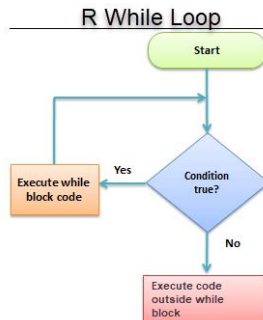 R While Loop
Start
Condition
true?
Yes
Execute while
block code
No
Execute code
outside while
block